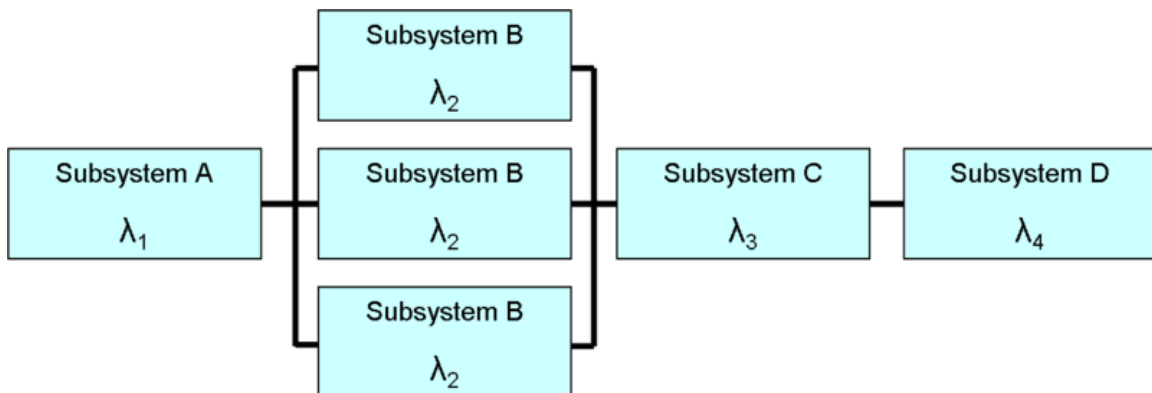 Subsystem B
λ₂
Subsystem A
λ₁
Subsystem B
λ₂
Subsystem C
λ₃
Subsystem D
λ₄
Subsystem B
λ₂